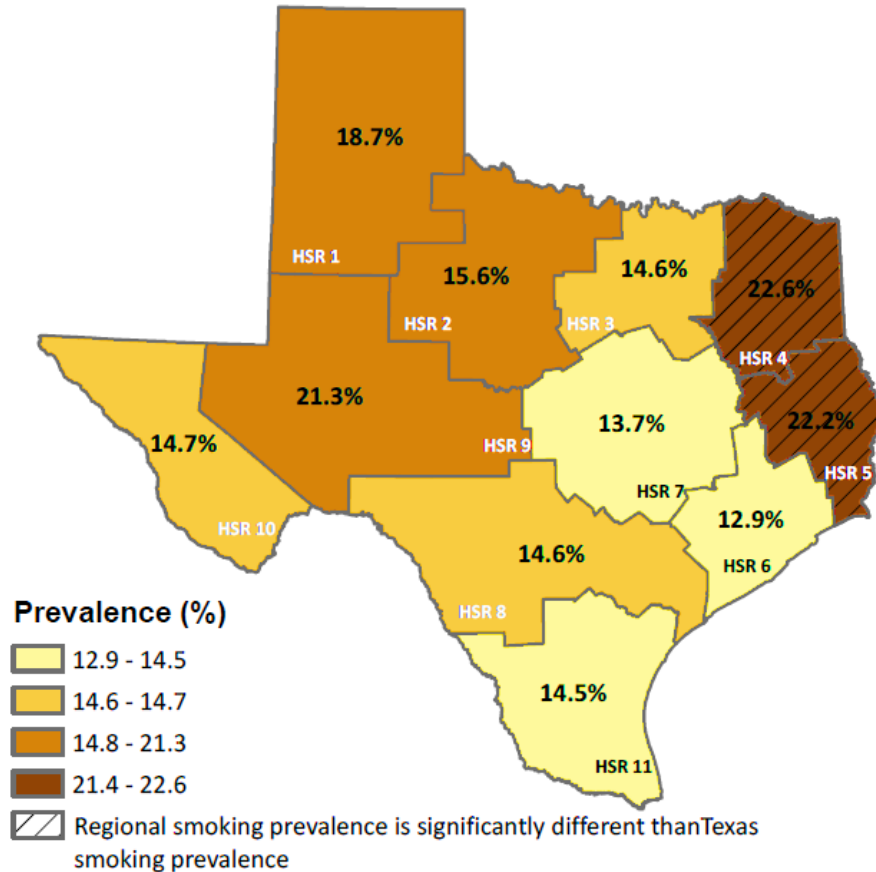 18.7%
HSR 1
15.6%
HSR 2
14.6%
HSR 3
22.6%
HSR 4
21.3%
HSR 9
22.2%
HSR 5
14.7%
HSR 10
13.7%
HSR 7
12.9%
HSR 6
14.6%
HSR 8
14.5%
HSR 11
Prevalence (%)
12.9 - 14.5
14.6 - 14.7
14.8 - 21.3
21.4 - 22.6
Regional smoking prevalence is significantly different thanTexas
smoking prevalence